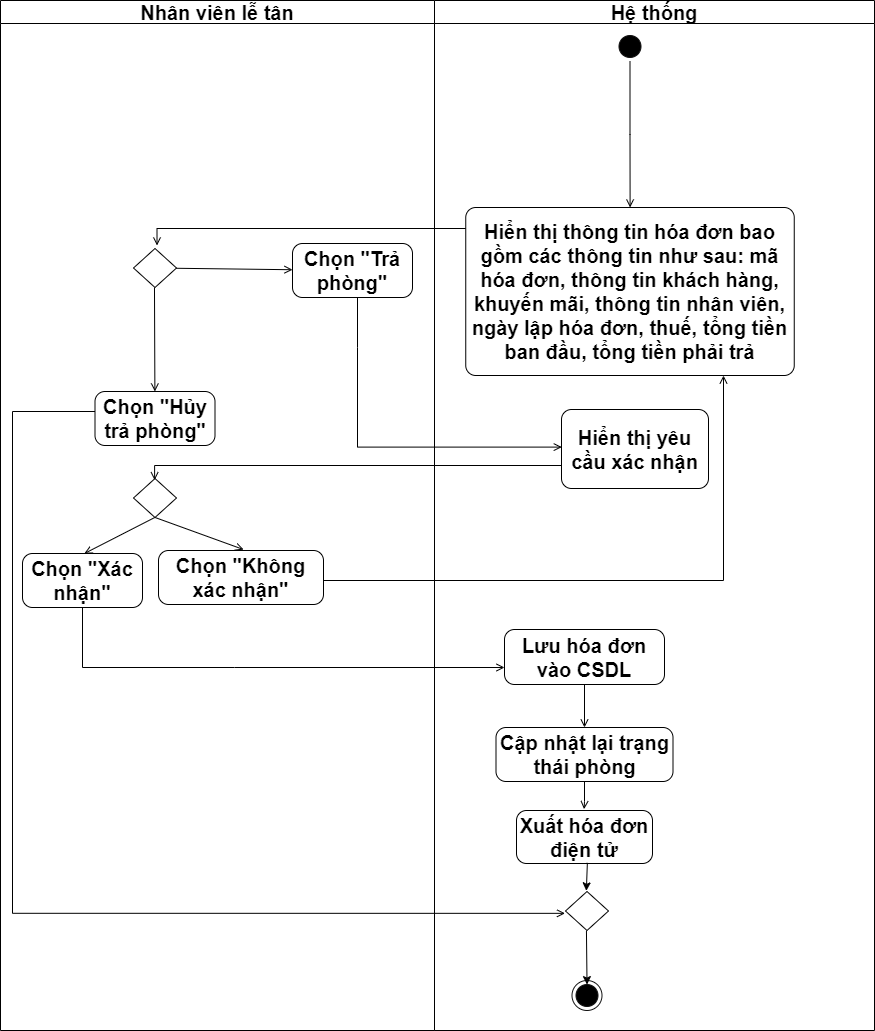 Nhân viên lễ tân
Hệ thống
Hiển thị thông tin hóa đơn bao
gồm các thông tin như sau: mã
hóa đơn, thông tin khách hàng,
khuyến mãi, thông tin nhân viên,
ngày lập hóa đơn, thuế, tổng tiền
ban đầu, tổng tiền phải trả
Chọn "Trả
phòng"
Chọn "Hủy
trả phòng"
Hiển thị yêu
cầu xác nhận
Chọn "Xác
nhận"
Chọn "Không
xác nhận"
Lưu hóa đơn
vào CSDL
Cập nhật lại trạng
thái phòng
Xuất hóa đơn
điện tử